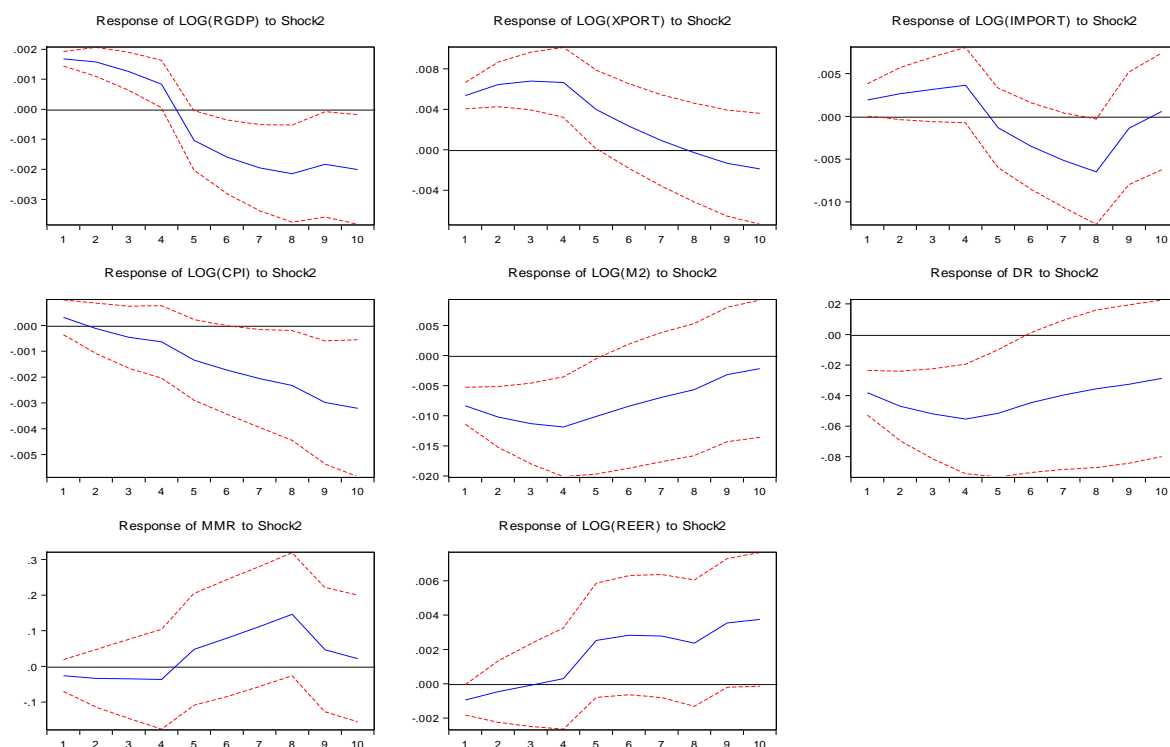 Response of LOG(RGDP) to Shock2
.002
.001
.000
-.001
-.002
-.003
1 2 3 4 5 6 7 8 9 10
Response of LOG(XPORT) to Shock2
.008
.004
.000
-.004
1 2 3 4 5 6 7 8 9 10
Response of LOG(IMPORT) to Shock2
.005
.000
-.005
-.010
1 2 3 4 5 6 7 8 9 10
Response of LOG(CPI) to Shock2
.000
-.001
-.002
-.003
-.004
-.005
1 2 3 4 5 6 7 8 9 10
Response of LOG(M2) to Shock2
.005
.000
-.005
-.010
-.015
-.020
1 2 3 4 5 6 7 8 9 10
Response of DR to Shock2
.02
.00
-.02
-.04
-.06
-.08
1 2 3 4 5 6 7 8 9 10
Response of MMR to Shock2
.3
.2
.1
.0
-.1
1 2 3 4 5 6 7 8 9 10
Response of LOG(REER) to Shock2
.006
.004
.002
.000
-.002
1 2 3 4 5 6 7 8 9 10